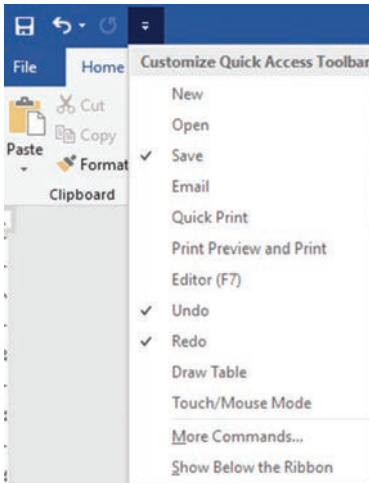 File Home
Customize Quick Access Toolbar
Cut
Copy
Paste
Format
Clipboard
New
Open
Save
Email
Quick Print
Print Preview and Print
Editor (F7)
Undo
Redo
Draw Table
Touch/Mouse Mode
More Commands...
Show Below the Ribbon